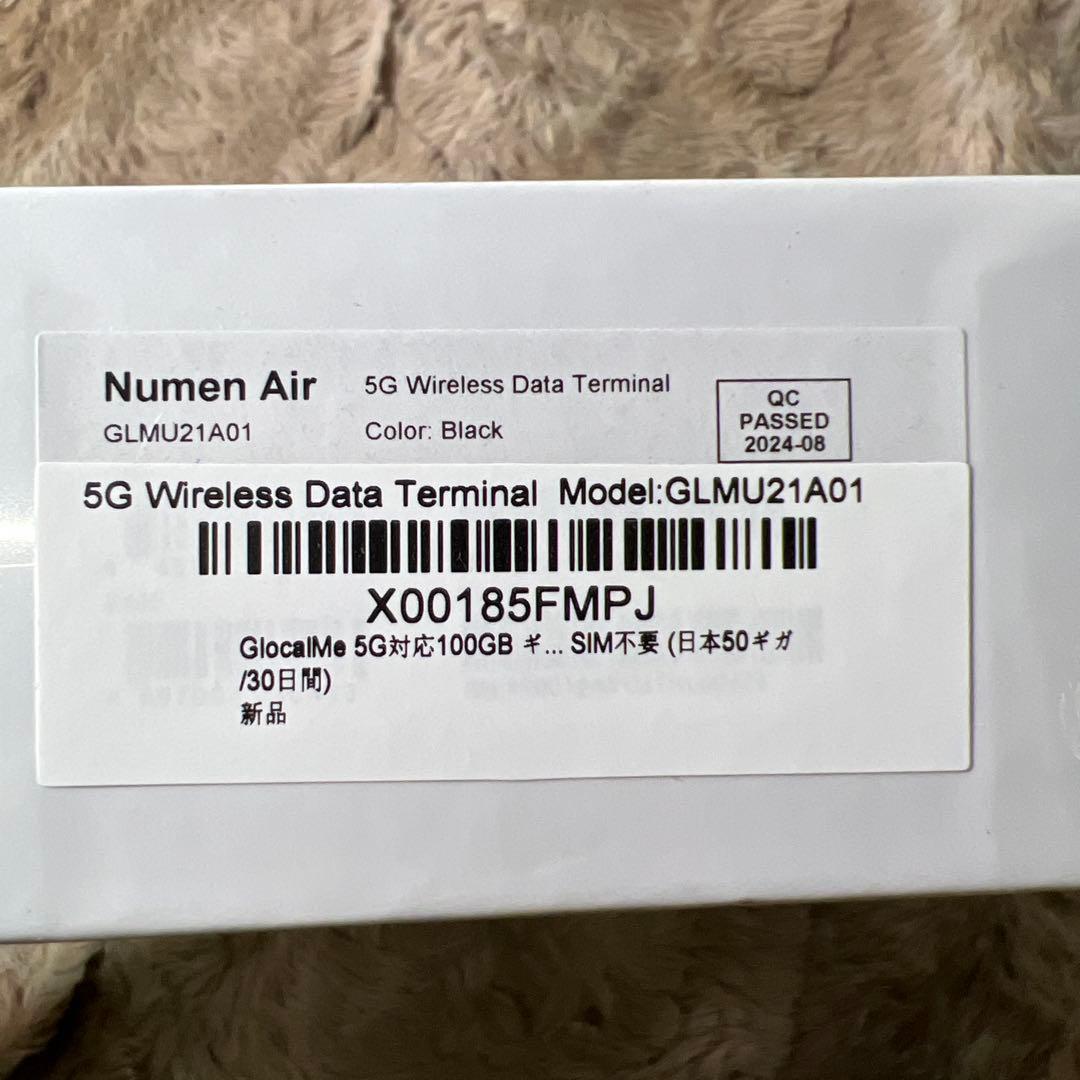 Numen Air
5G Wireless Data Terminal
GLMU21A01
Color: Black
QC
PASSED
2024-08
5G Wireless Data Terminal Model:GLMU21A01
X00185FMPJ
GlocalMe 5G対応100GB ギ... SIM不要 (日本50ギガ
/30日間)
新品